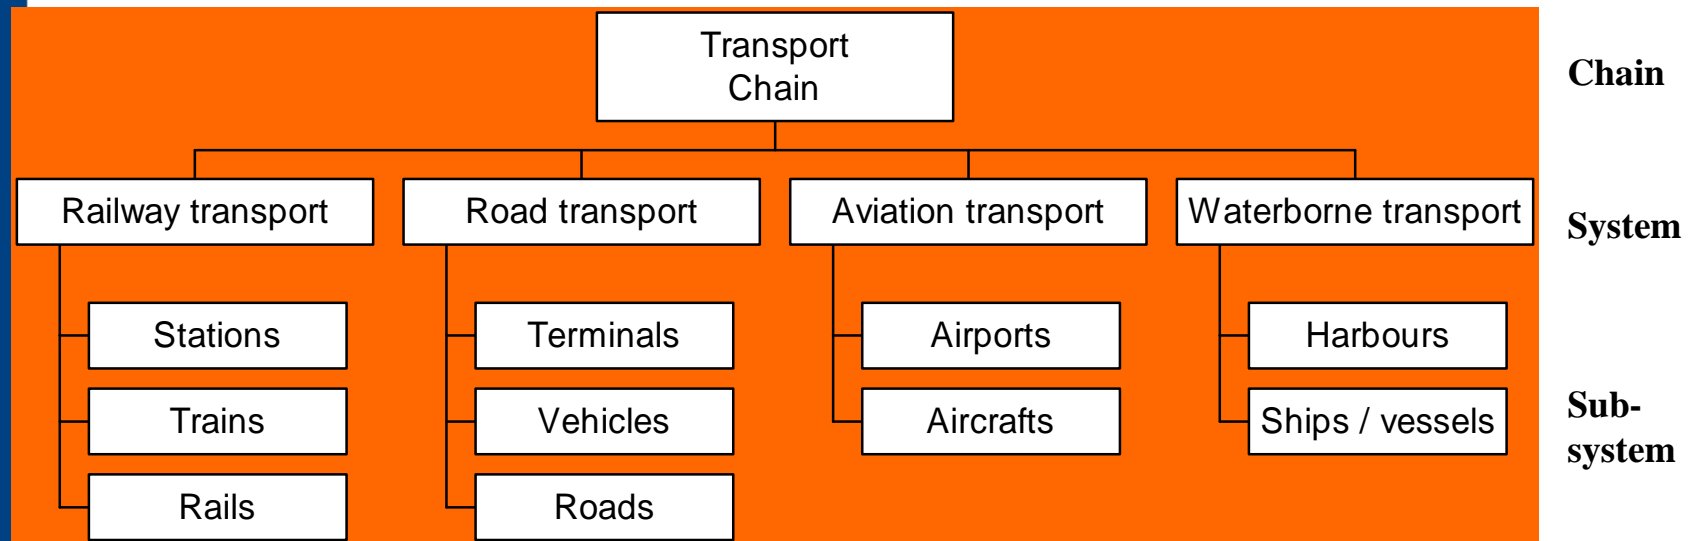 Transport
Chain
Chain
Railway transport
Road transport
Aviation transport
Waterborne transport
System
Stations
Terminals
Airports
Harbours
Trains
Vehicles
Aircrafts
Ships / vessels
Sub-
system
Rails
Roads